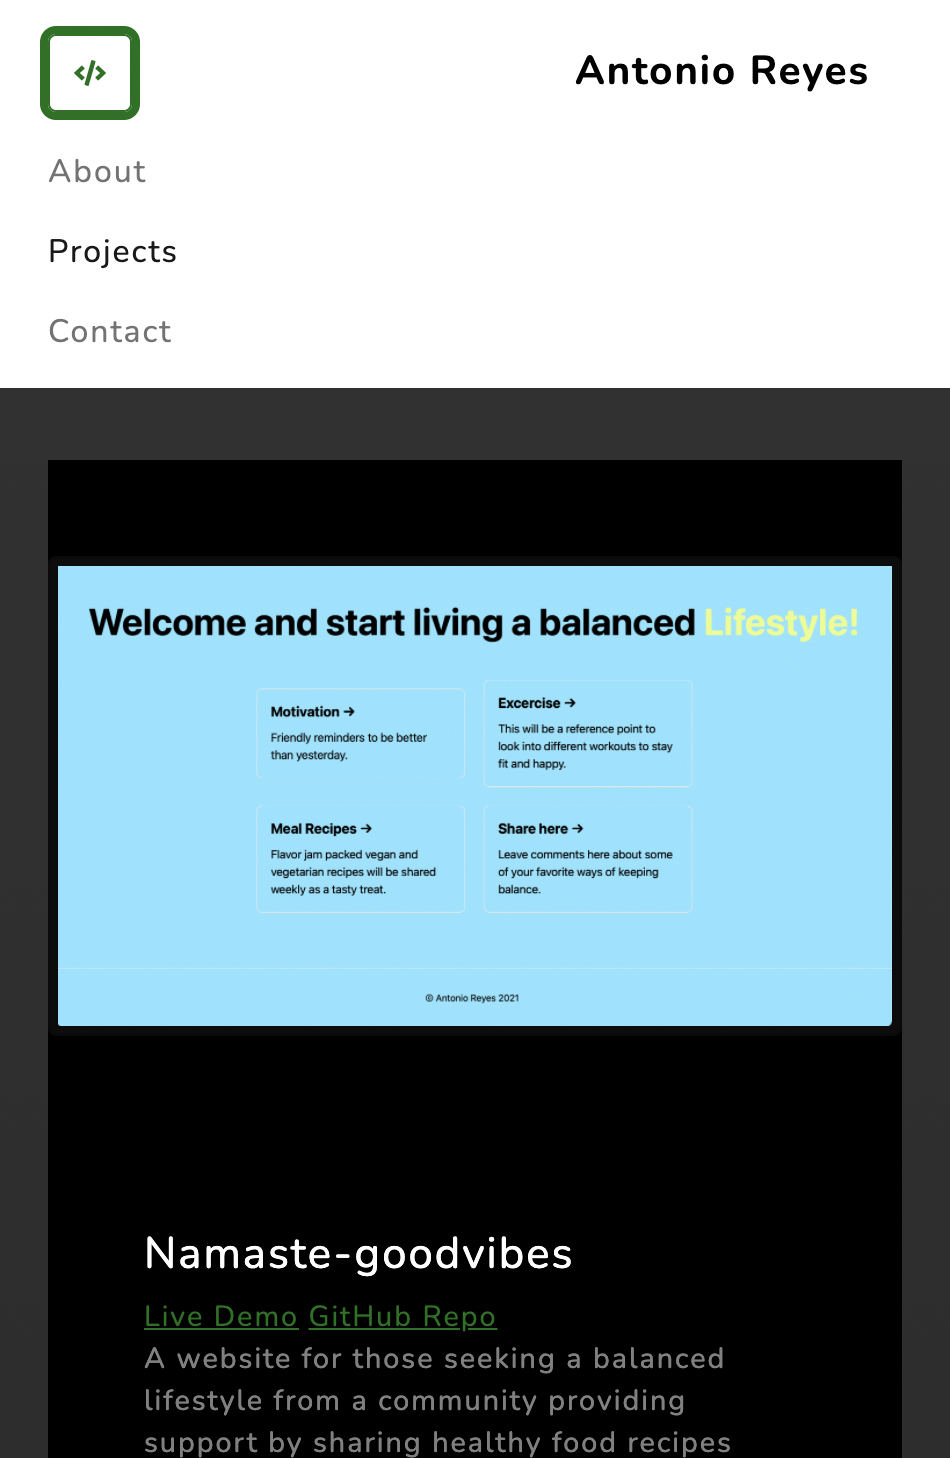 </>
Antonio Reyes
About
Projects
Contact
Welcome and start living a balanced Lifestyle!
Motivation →
Friendly reminders to be better
than yesterday.
Excercise →
This will be a reference point to
look into different workouts to stay
fit and happy.
Meal Recipes →
Flavor jam packed vegan and
vegetarian recipes will be shared
weekly as a tasty treat.
Share here →
Leave comments here about some
of your favorite ways of keeping
balance.
© Antonio Reyes 2021
Namaste-goodvibes
Live Demo GitHub Repo
A website for those seeking a balanced
lifestyle from a community providing
support by sharing healthy food recipes